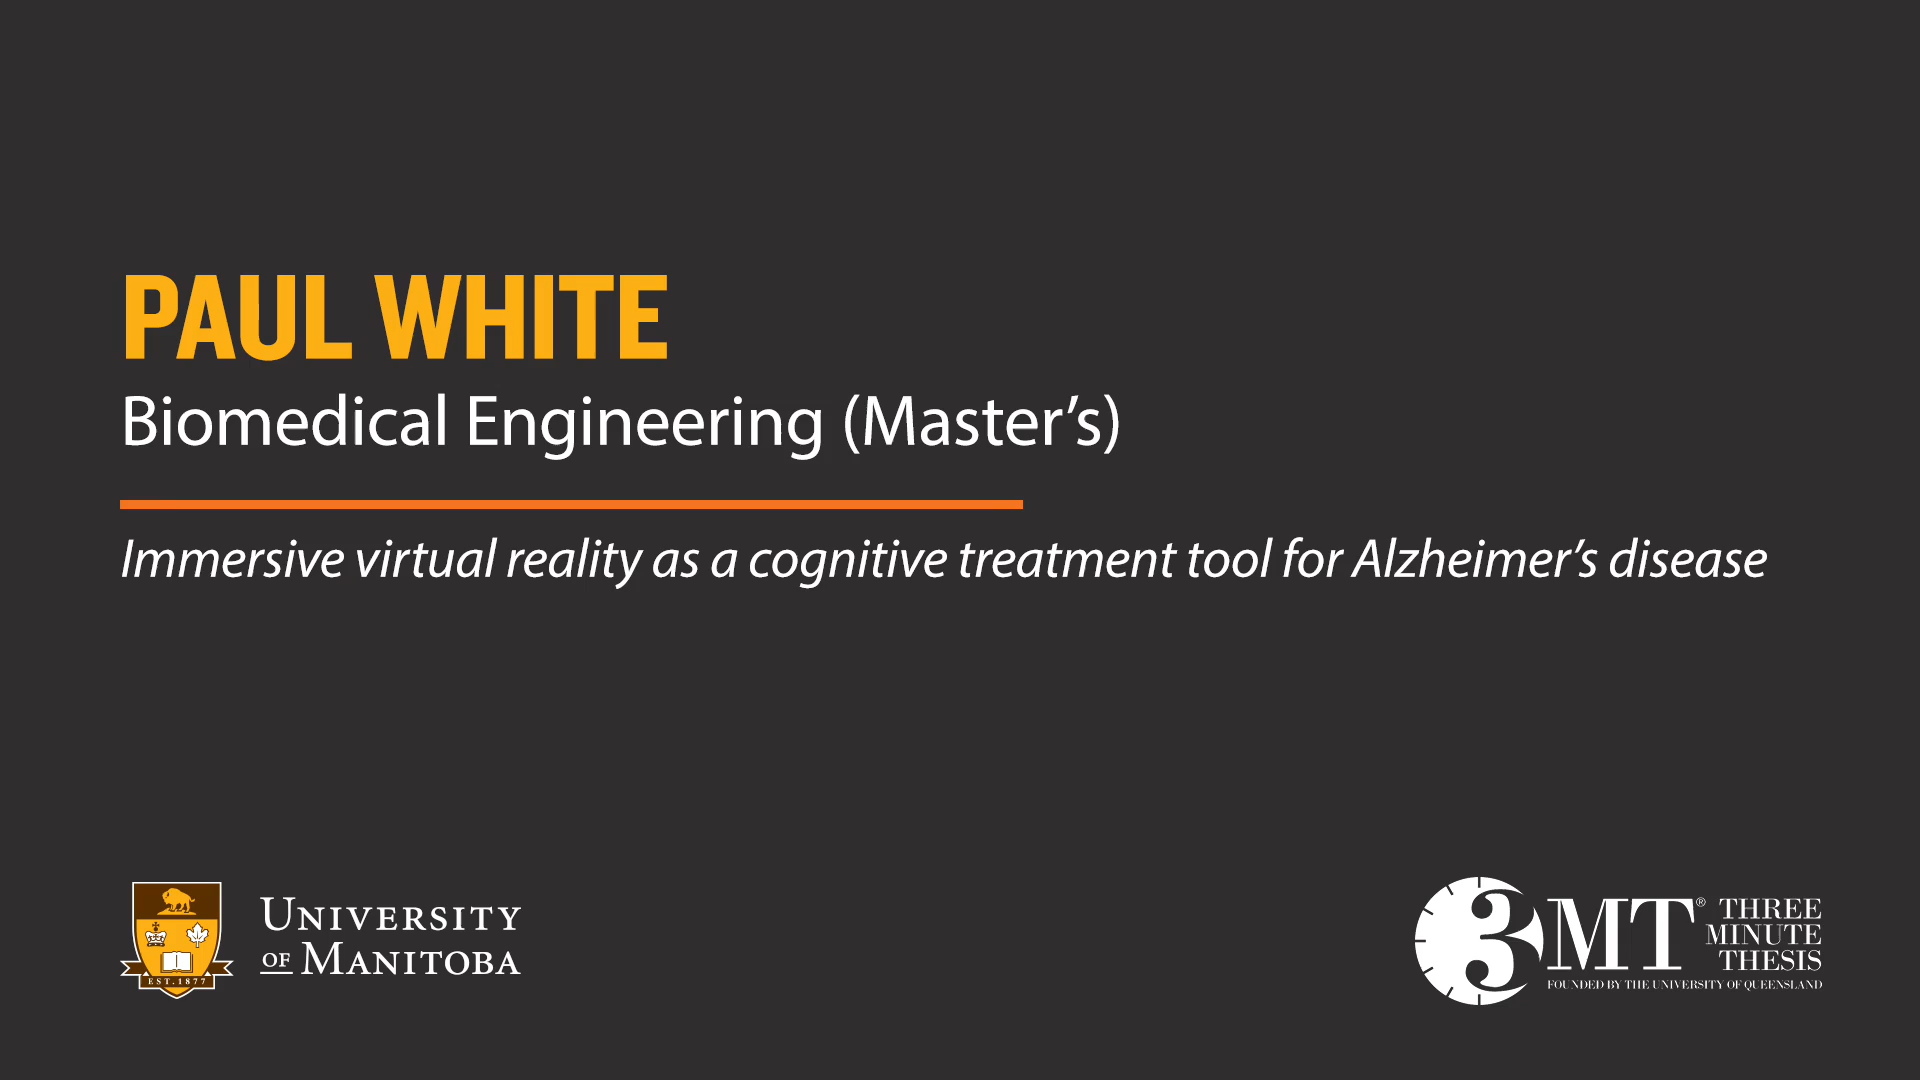 PAUL WHITE
Biomedical Engineering (Master’s)
Immersive virtual reality as a cognitive treatment tool for Alzheimer’s disease
EST. 1877
UNIVERSITY
OF MANITOBA
3MT® THREE
MINUTE
THESIS
FOUNDED BY THE UNIVERSITY OF QUEENSLAND